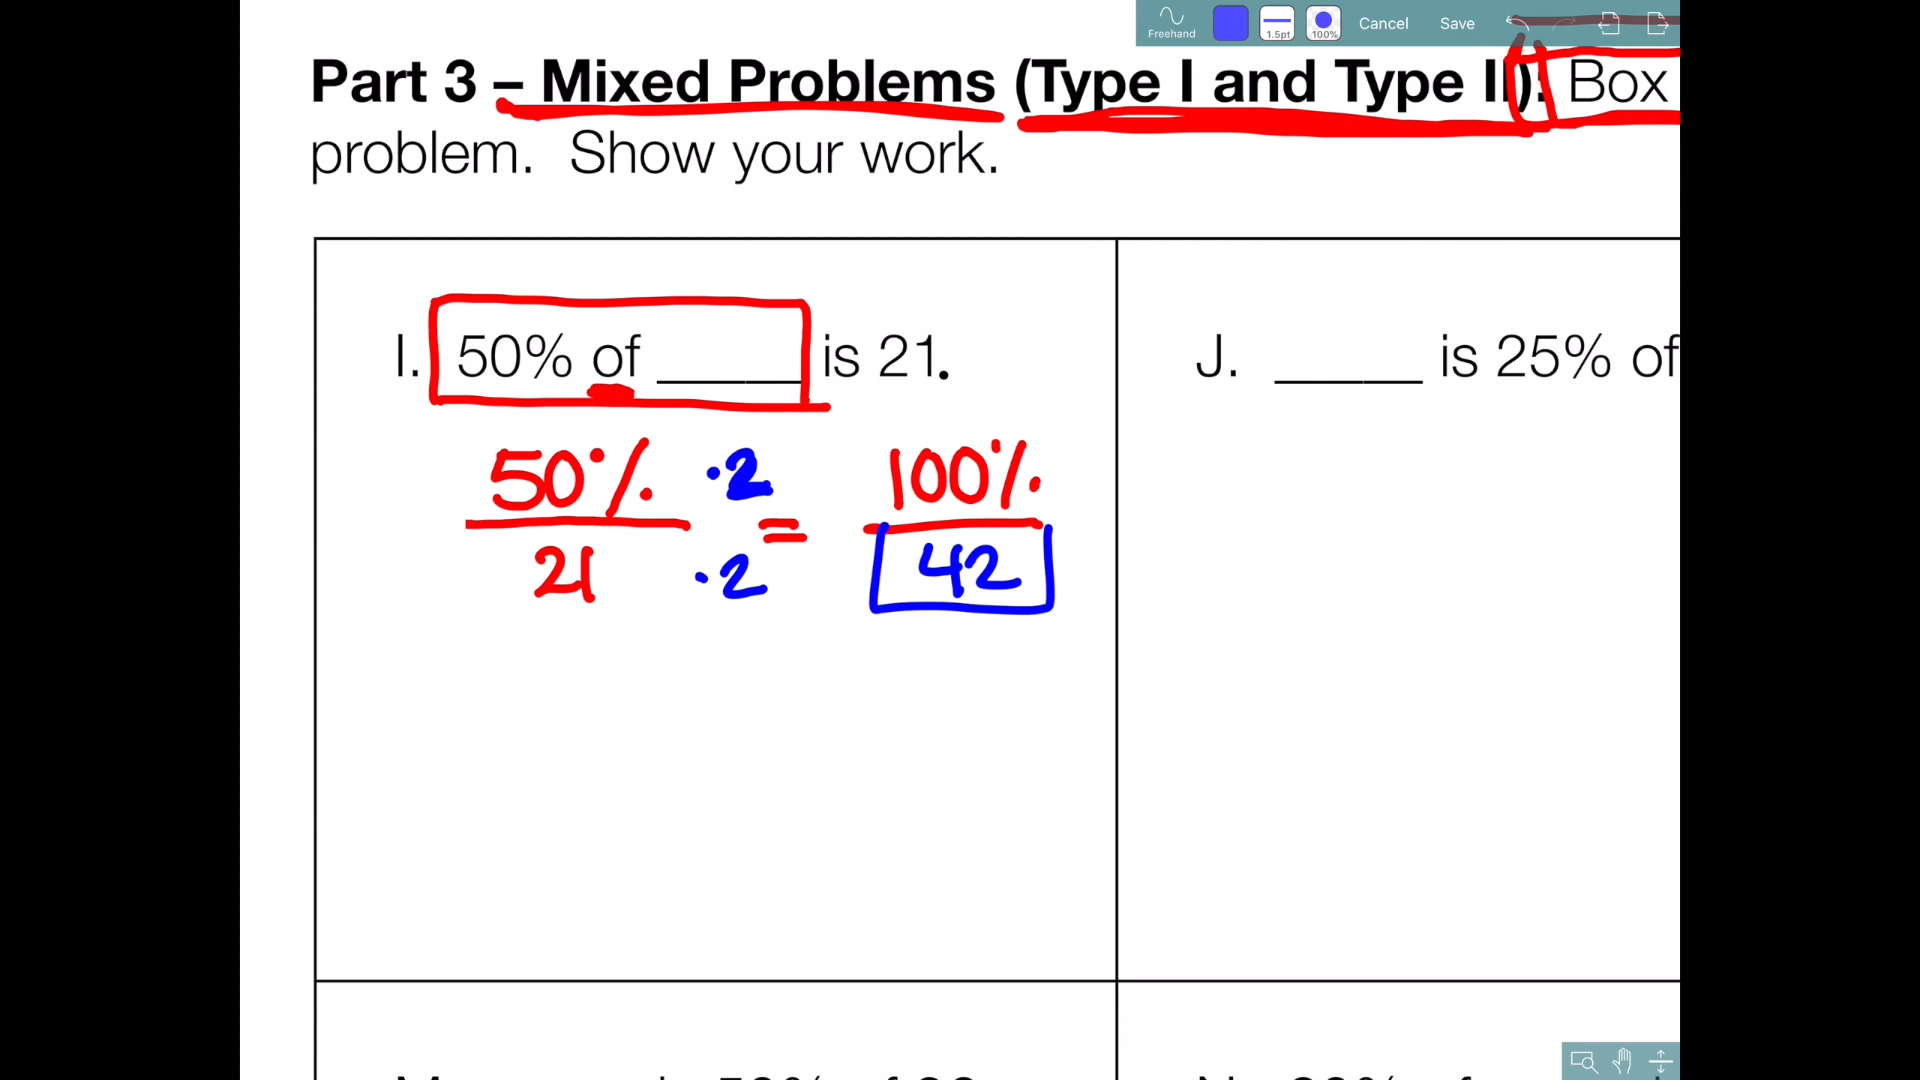 Freehand 1.5pt 100% Cancel Save
Part 3 – Mixed Problems (Type I and Type II): Box
problem. Show your work.
I. 50% of _____ is 21.
J. _____ is 25% of
50% ·2 = 100%
21 ·2 42